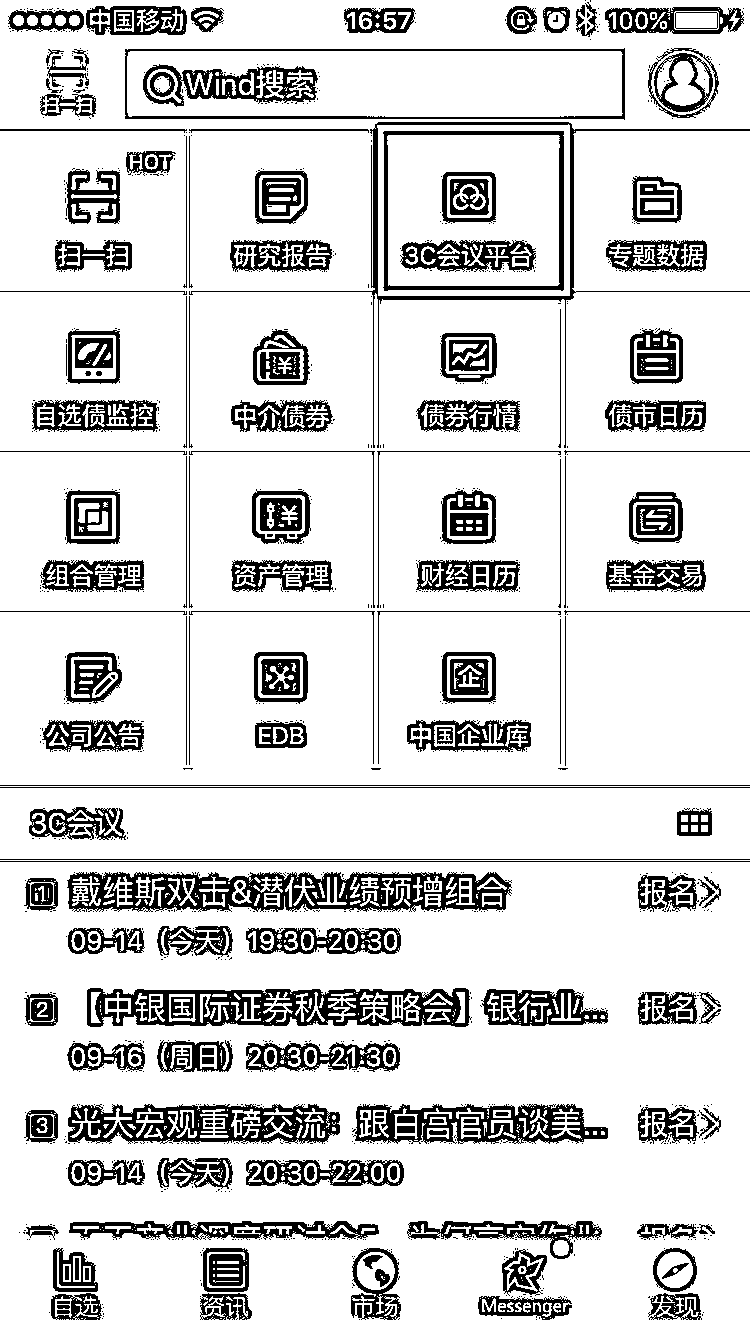 中国移动 16:57 100%
扫一扫 Wind搜索
HOT
扫一扫 研究报告 3C会议平台 专题数据
自选债监控 中介债券 债券行情 债市日历
组合管理 资产管理 财经日历 基金交易
公司公告 EDB 中国企业库
3C会议
1 戴维斯双击&潜伏业绩预增组合 报名
09-14（今天）19:30-20:30
2 【中银国际证券秋季策略会】银行业... 报名
09-16（周日）20:30-21:30
3 光大宏观重磅交流：跟白宫官员谈美... 报名
09-14（今天）20:30-22:00
自选 资讯 市场 Messenger 发现